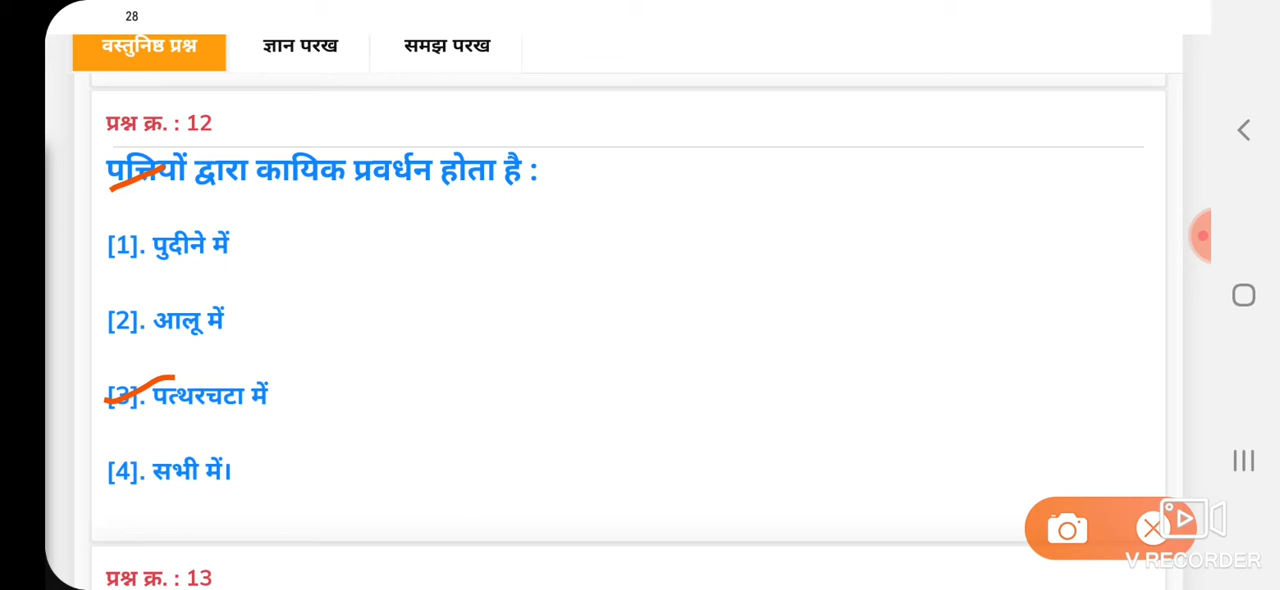 28
वस्तुनिष्ठ प्रश्न ज्ञान परख समझ परख
प्रश्न क्र. : 12
पत्तियों द्वारा कायिक प्रवर्धन होता है :
[1]. पुदीने में
[2]. आलू में
[3]. पत्थरचटा में
[4]. सभी में।
V RECORDER
प्रश्न क्र. : 13